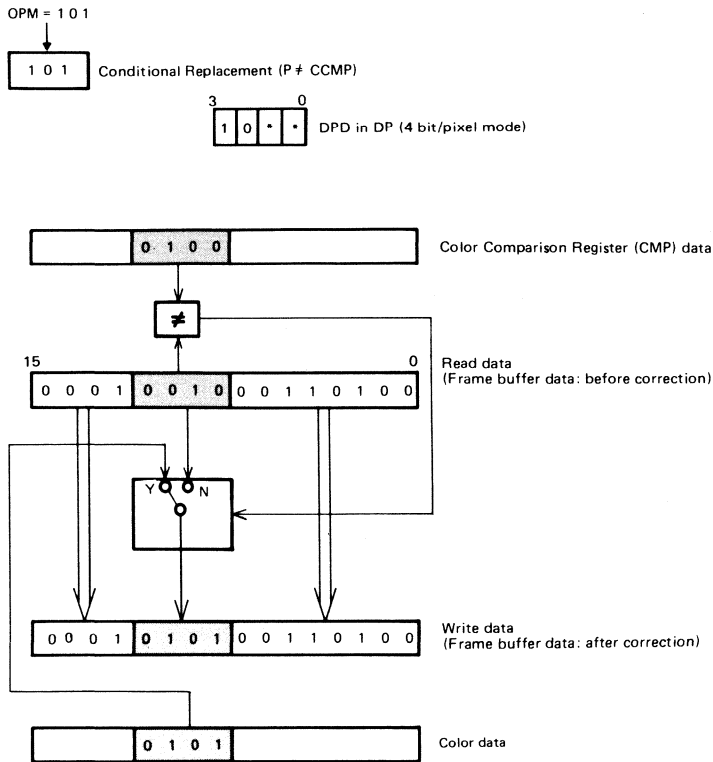 OPM = 1 0 1
1 0 1 Conditional Replacement (P ≠ CCMP)
3 0
1 0 * * DPD in DP (4 bit/pixel mode)
0 1 0 0 Color Comparison Register (CMP) data
≠
15 0 Read data
(Frame buffer data: before correction)
0 0 0 1 0 0 1 0 0 0 1 1 0 1 0 0
Y N
0 0 0 1 0 1 0 1 0 0 1 1 0 1 0 0 Write data
(Frame buffer data: after correction)
0 1 0 1 Color data